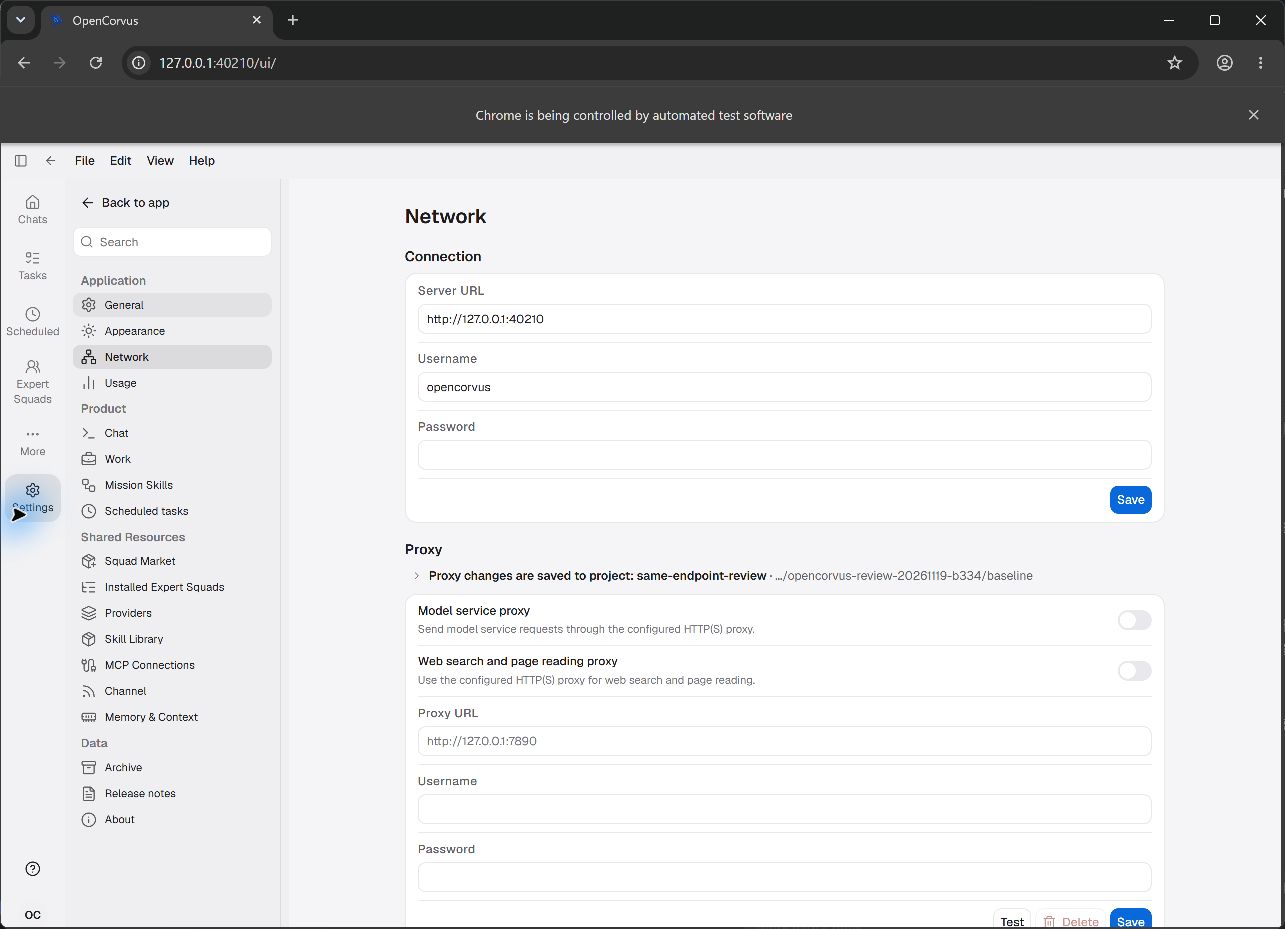 OpenCorvus
127.0.0.1:40210/ui/
Chrome is being controlled by automated test software
File Edit View Help
Chats
Tasks
Scheduled
Expert
Squads
More
Settings
OC
Back to app
Search
Application
General
Appearance
Network
Usage
Product
Chat
Work
Mission Skills
Scheduled tasks
Shared Resources
Squad Market
Installed Expert Squads
Providers
Skill Library
MCP Connections
Channel
Memory & Context
Data
Archive
Release notes
About
Network
Connection
Server URL
http://127.0.0.1:40210
Username
opencorvus
Password
Save
Proxy
Proxy changes are saved to project: same-endpoint-review · .../opencorvus-review-20261119-b334/baseline
Model service proxy
Send model service requests through the configured HTTP(S) proxy.
Web search and page reading proxy
Use the configured HTTP(S) proxy for web search and page reading.
Proxy URL
http://127.0.0.1:7890
Username
Password
Test Delete Save